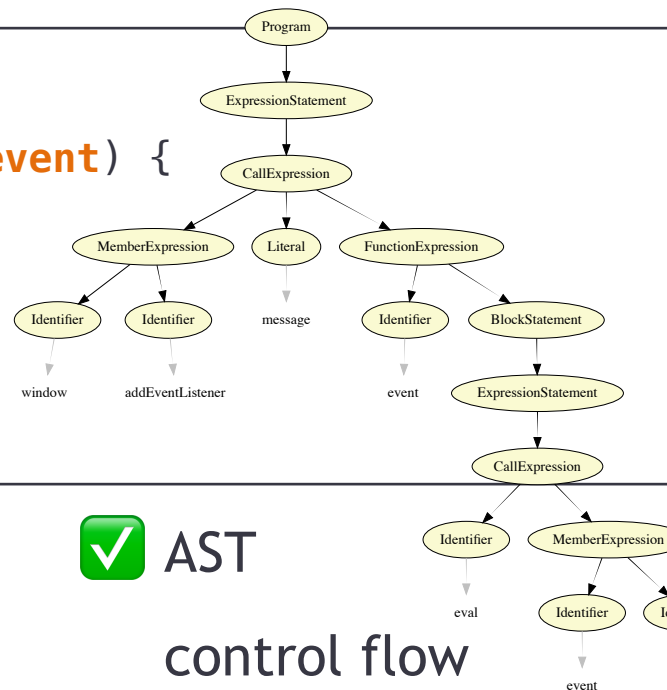 Program
ExpressionStatement
event) {
CallExpression
MemberExpression Literal FunctionExpression
Identifier Identifier message Identifier BlockStatement
window addEventListener event ExpressionStatement
CallExpression
✅ AST Identifier MemberExpression
eval Identifier
control flow
event